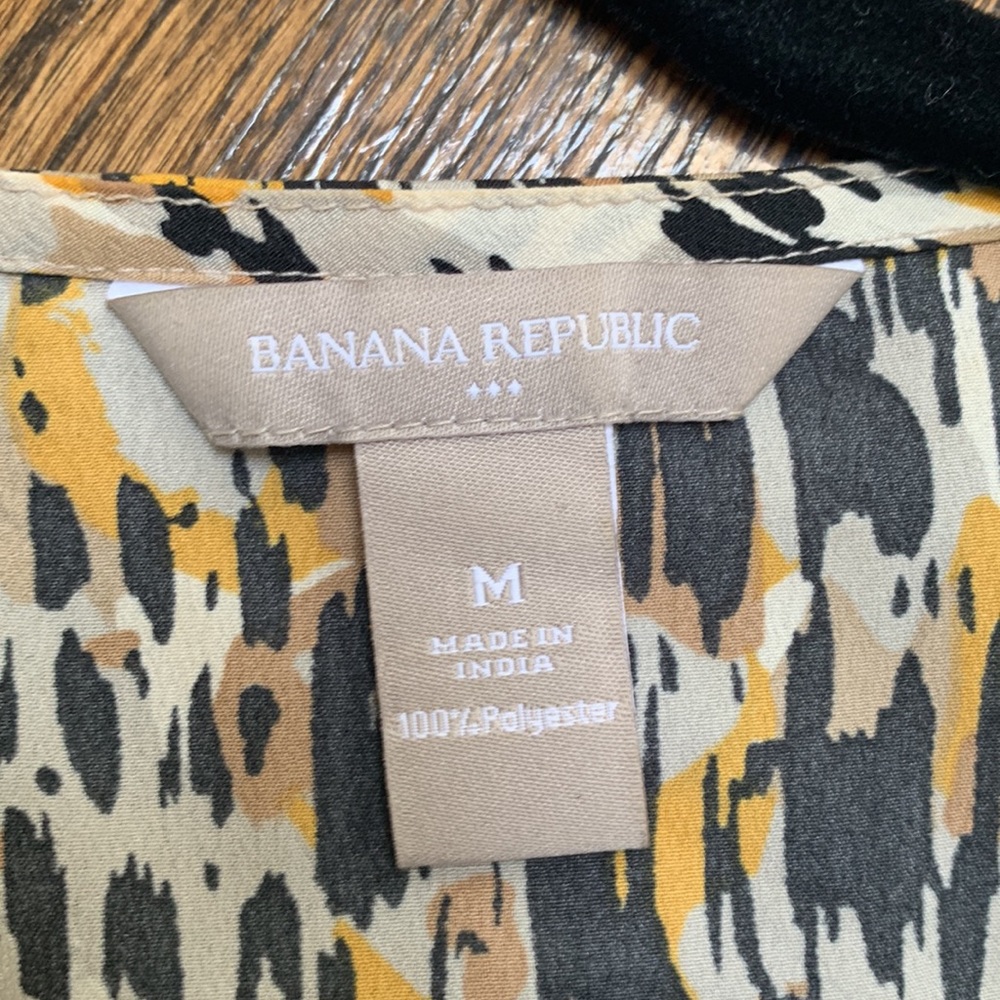 BANANA REPUBLIC
M
MADE IN
INDIA
100% Polyester